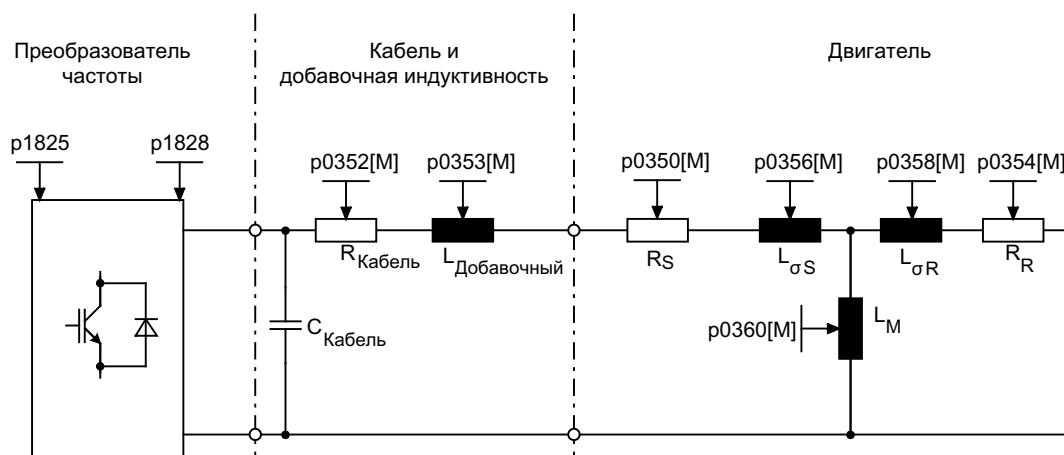 Преобразователь
частоты
Кабель и
добавочная индуктивность
Двигатель
p1825
p1828
p0352[M]
p0353[M]
p0350[M]
p0356[M]
p0358[M]
p0354[M]
RКабель
LДобавочный
RS
LσS
LσR
RR
CКабель
p0360[M]
LM